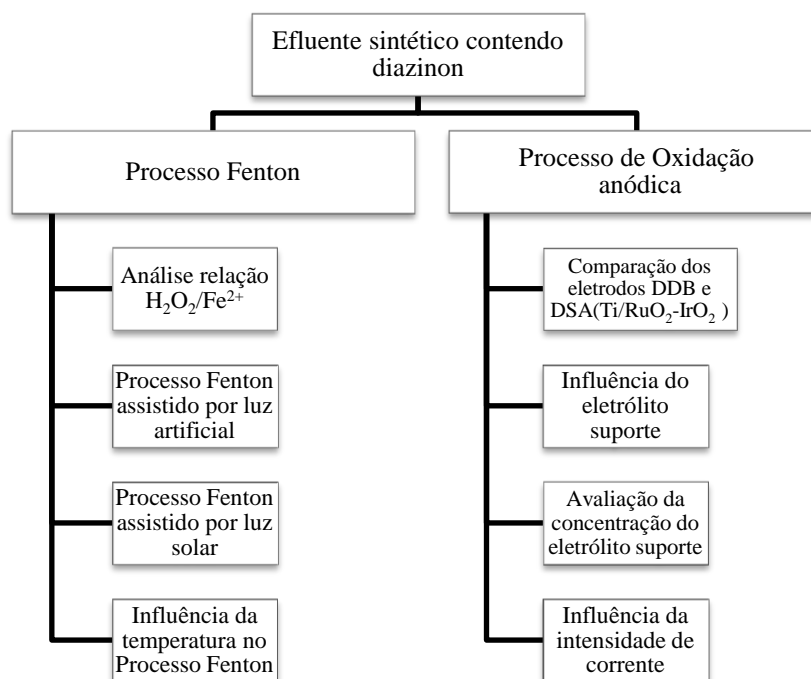 Efluente sintético contendo
diazinon
Processo Fenton
Análise relação
H₂O₂/Fe²⁺
Processo Fenton
assistido por luz
artificial
Processo Fenton
assistido por luz
solar
Influência da
temperatura no
Processo Fenton
Processo de Oxidação
anódica
Comparação dos
eletrodos DDB e
DSA(Ti/RuO₂-IrO₂ )
Influência do
eletrólito
suporte
Avaliação da
concentração do
eletrólito suporte
Influência da
intensidade de
corrente